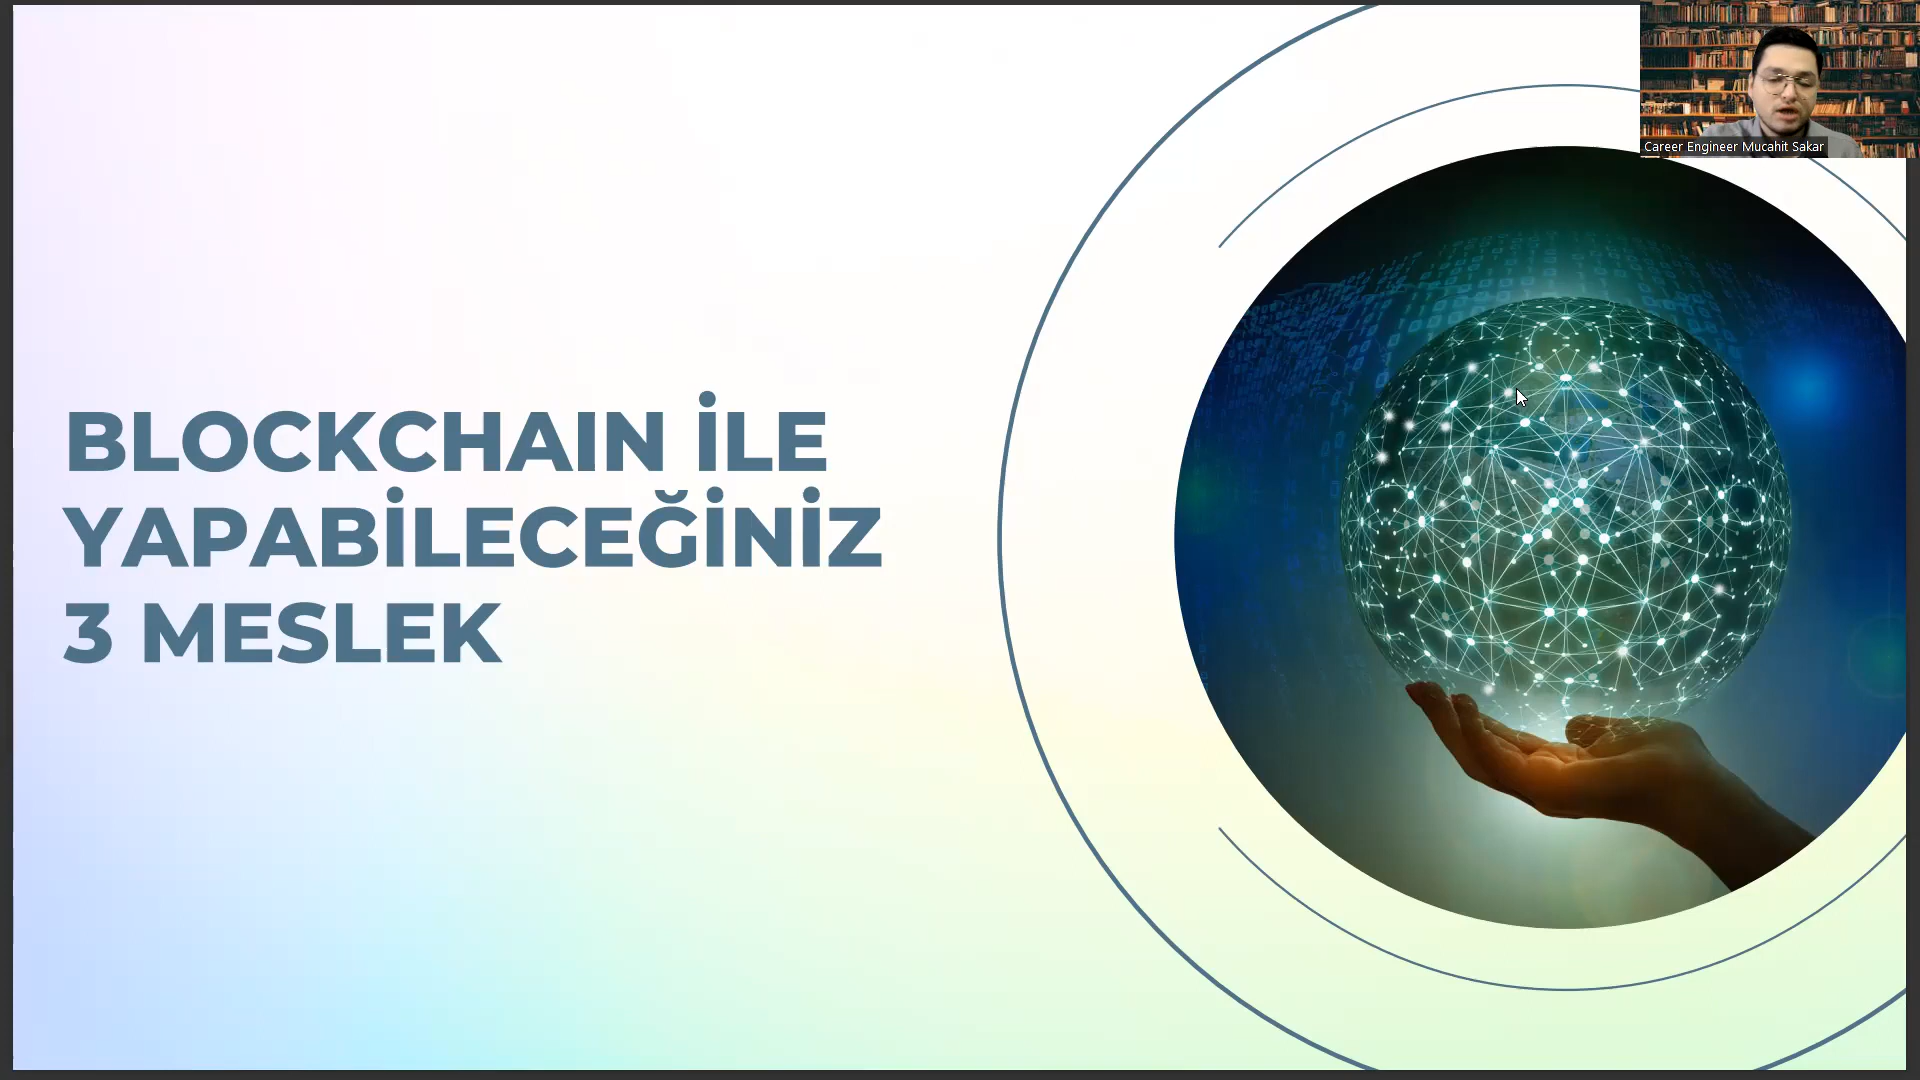 Career Engineer Mucahit Sakar
BLOCKCHAIN İLE
YAPABİLECEĞİNİZ
3 MESLEK